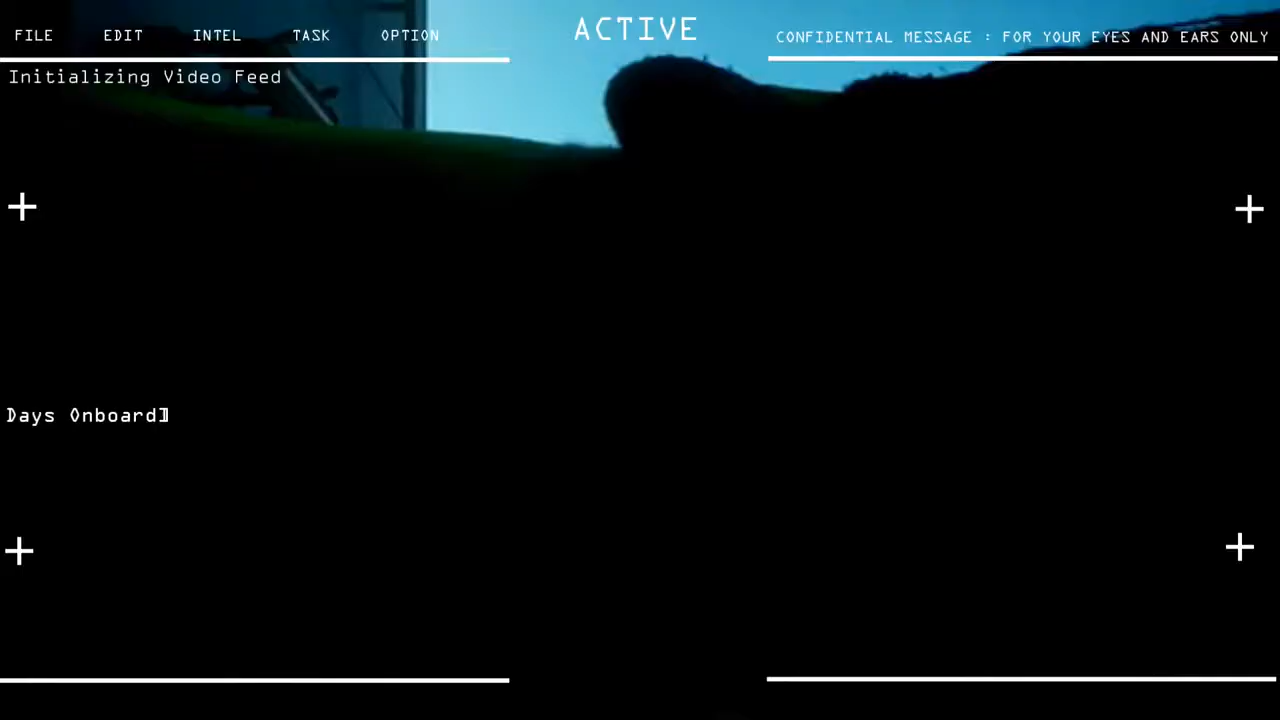 FILE EDIT INTEL TASK OPTION
ACTIVE
CONFIDENTIAL MESSAGE : FOR YOUR EYES AND EARS ONLY
Initializing Video Feed
Days Onboard